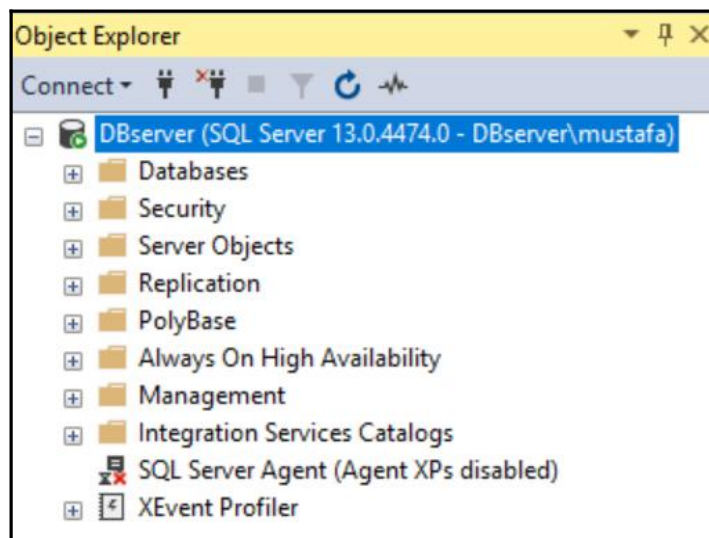 Object Explorer
Connect
DBserver (SQL Server 13.0.4474.0 - DBserver\mustafa)
Databases
Security
Server Objects
Replication
PolyBase
Always On High Availability
Management
Integration Services Catalogs
SQL Server Agent (Agent XPs disabled)
XEvent Profiler